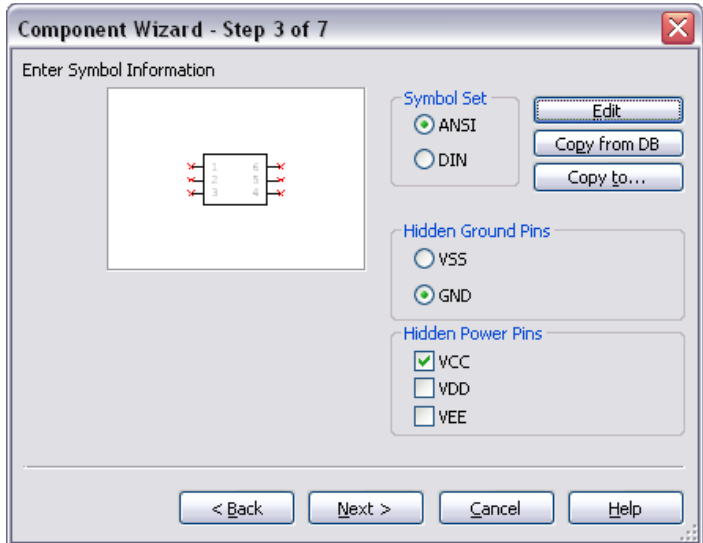 Component Wizard - Step 3 of 7
Enter Symbol Information
1 6
2 5
3 4
Symbol Set
ANSI
DIN
Edit
Copy from DB
Copy to...
Hidden Ground Pins
VSS
GND
Hidden Power Pins
VCC
VDD
VEE
< Back Next > Cancel Help